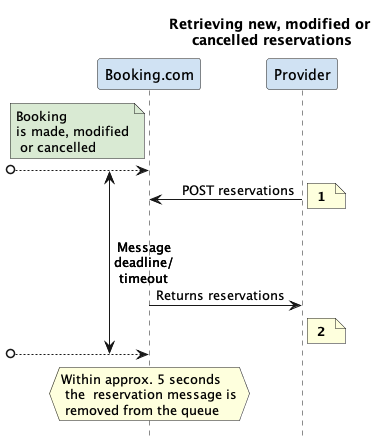 Retrieving new, modified or
cancelled reservations
Booking.com
Provider
Booking
is made, modified
or cancelled
POST reservations
1
Message
deadline/
timeout
Returns reservations
2
Within approx. 5 seconds
the reservation message is
removed from the queue